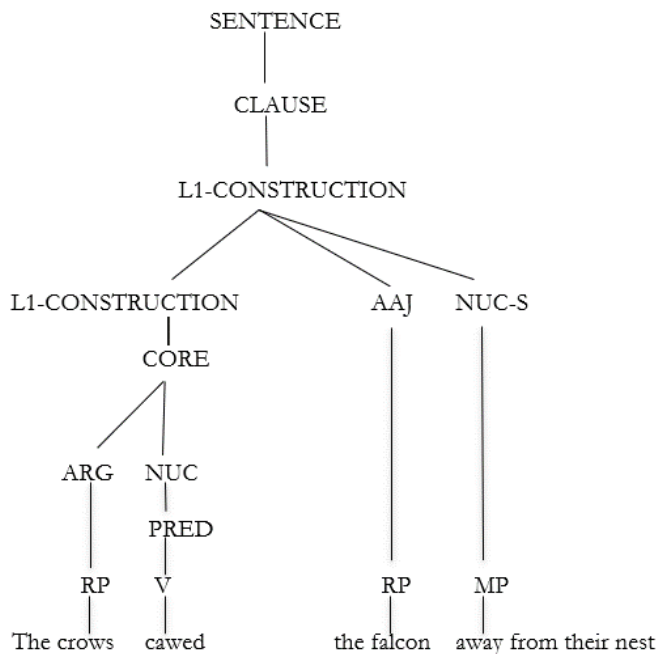 SENTENCE
CLAUSE
L1-CONSTRUCTION
L1-CONSTRUCTION AAJ NUC-S
CORE
ARG NUC
PRED
RP V RP MP
The crows cawed the falcon away from their nest